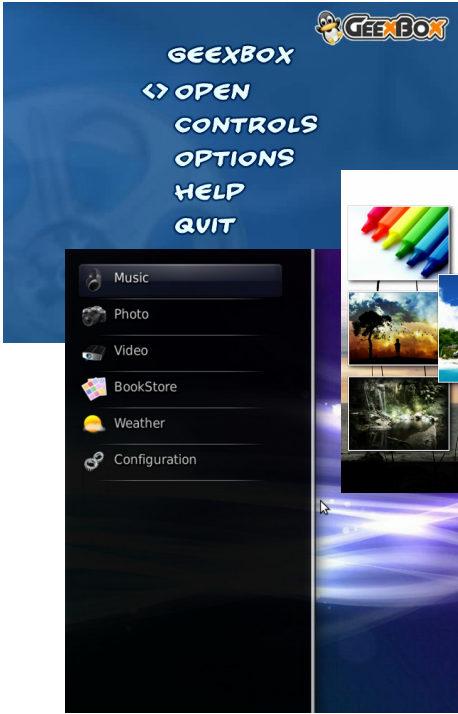 GEEXBOX
GEEXBOX
<> OPEN
CONTROLS
OPTIONS
HELP
QUIT
Music
Photo
Video
BookStore
Weather
Configuration